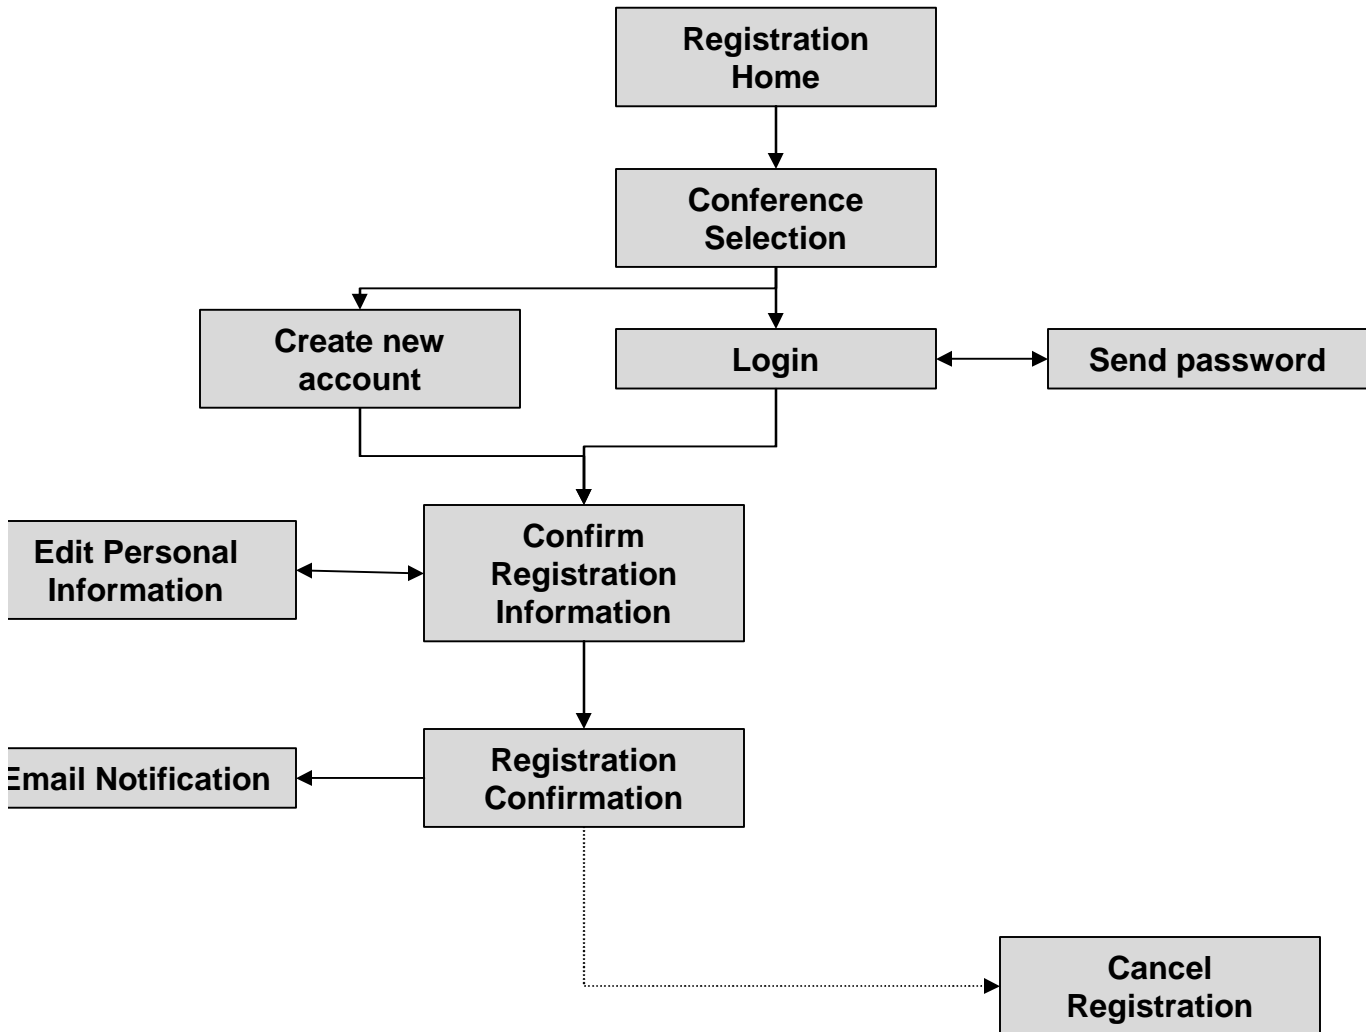 Registration
Home
Conference
Selection
Create new
account
Login
Send password
Edit Personal
Information
Confirm
Registration
Information
Email Notification
Registration
Confirmation
Cancel
Registration